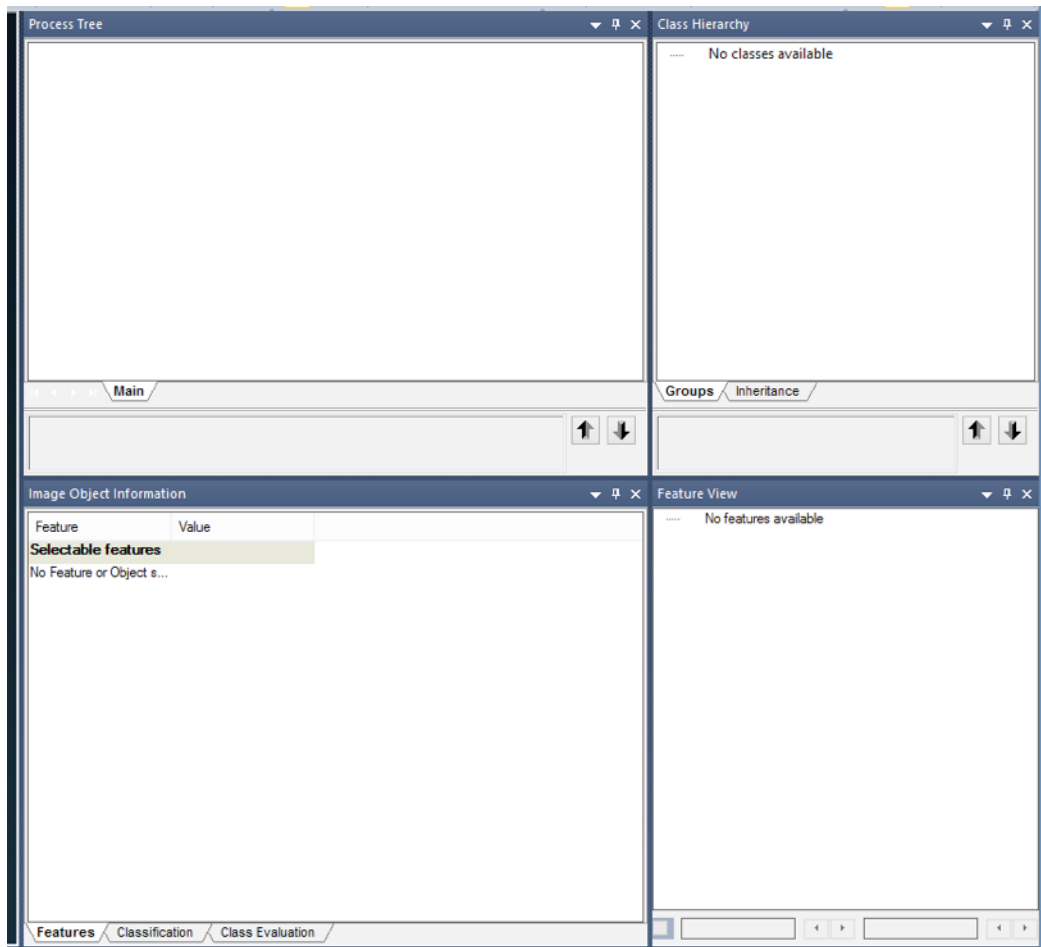 Process Tree
Class Hierarchy
No classes available
Main
Groups
Inheritance
Image Object Information
Feature View
Feature Value
Selectable features
No Feature or Object s...
No features available
Features
Classification
Class Evaluation